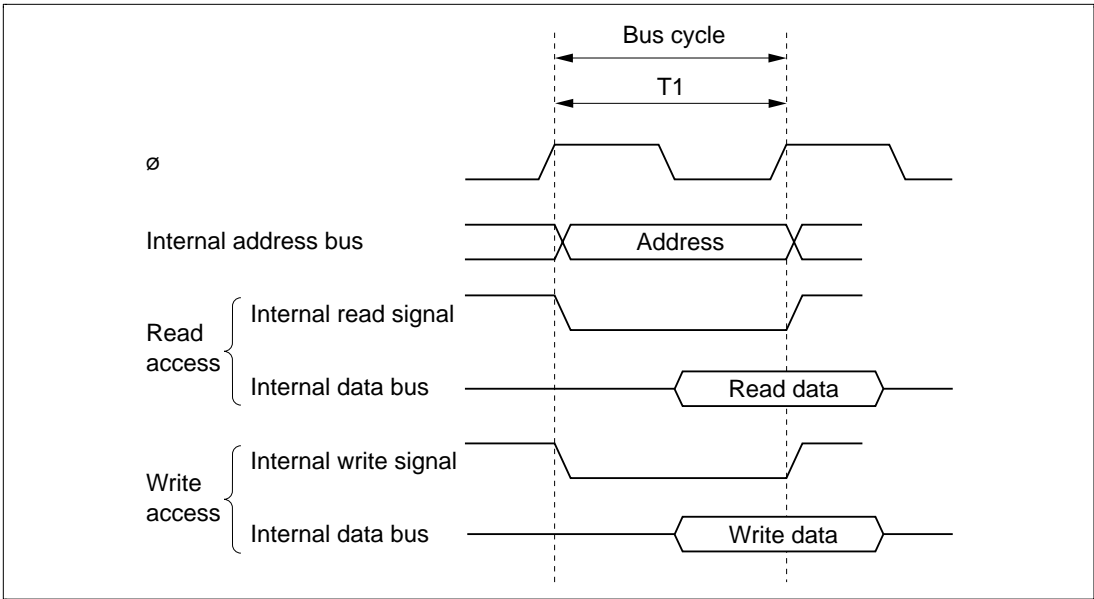 Bus cycle
T1
ø
Internal address bus
Address
Read
access
Internal read signal
Internal data bus
Read data
Write
access
Internal write signal
Internal data bus
Write data